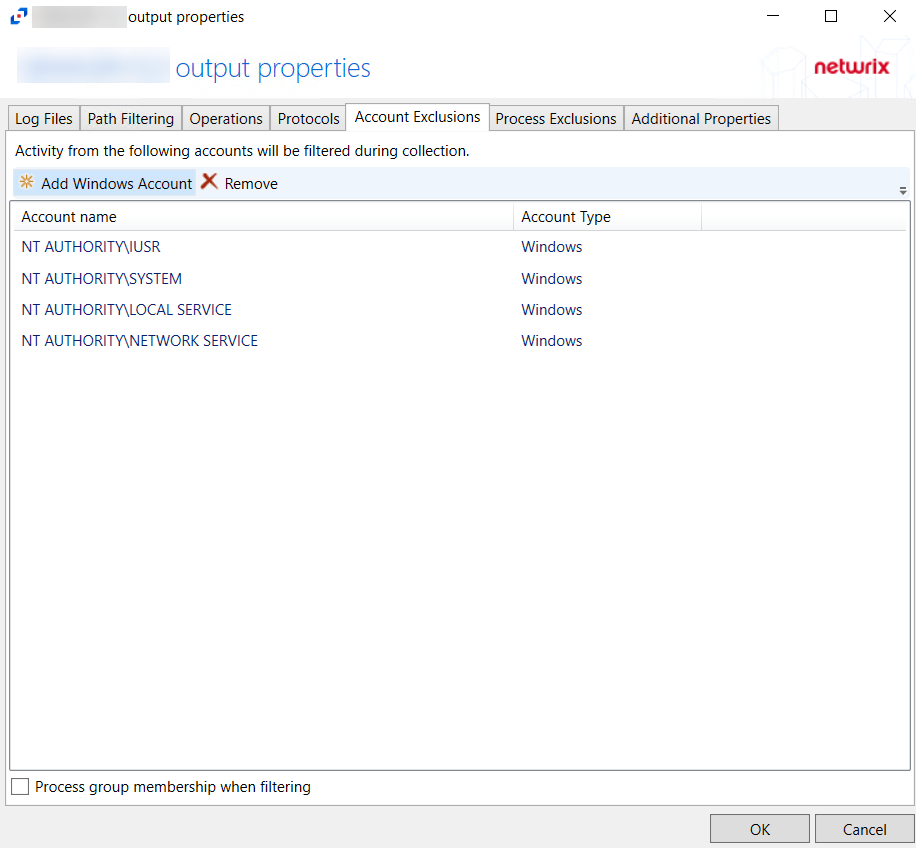 output properties
output properties
netwrix
Log Files Path Filtering Operations Protocols Account Exclusions Process Exclusions Additional Properties
Activity from the following accounts will be filtered during collection.
Add Windows Account Remove
Account name Account Type
NT AUTHORITY\IUSR Windows
NT AUTHORITY\SYSTEM Windows
NT AUTHORITY\LOCAL SERVICE Windows
NT AUTHORITY\NETWORK SERVICE Windows
Process group membership when filtering
OK Cancel